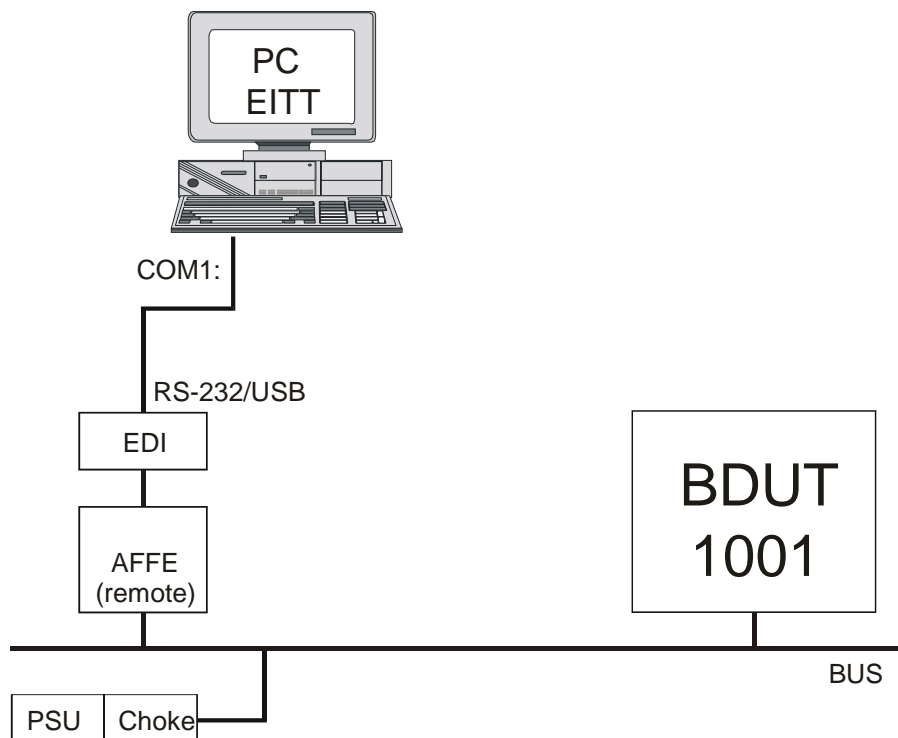 PC
EITT
COM1:
RS-232/USB
EDI
BDUT
1001
AFFE
(remote)
BUS
PSU
Choke